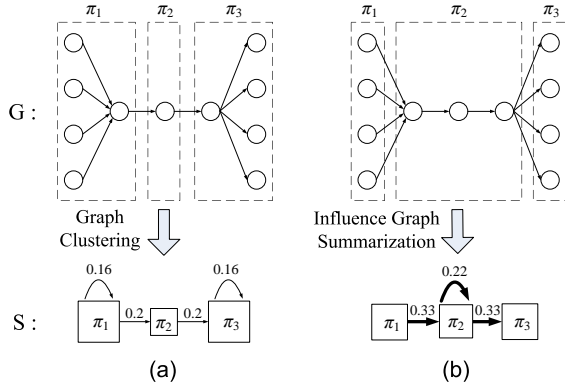 π₁ π₂ π₃ π₁ π₂ π₃
G :
Graph Clustering
Influence Graph Summarization
0.16 0.16 0.22
S : π₁ 0.2 π₂ 0.2 π₃ π₁ 0.33 π₂ 0.33 π₃
(a) (b)